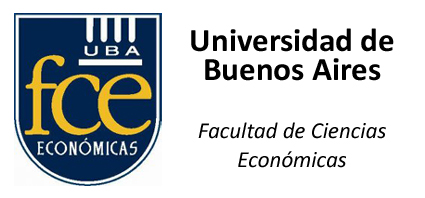 UBA
fce
ECONÓMICAS
Universidad de
Buenos Aires
Facultad de Ciencias
Económicas